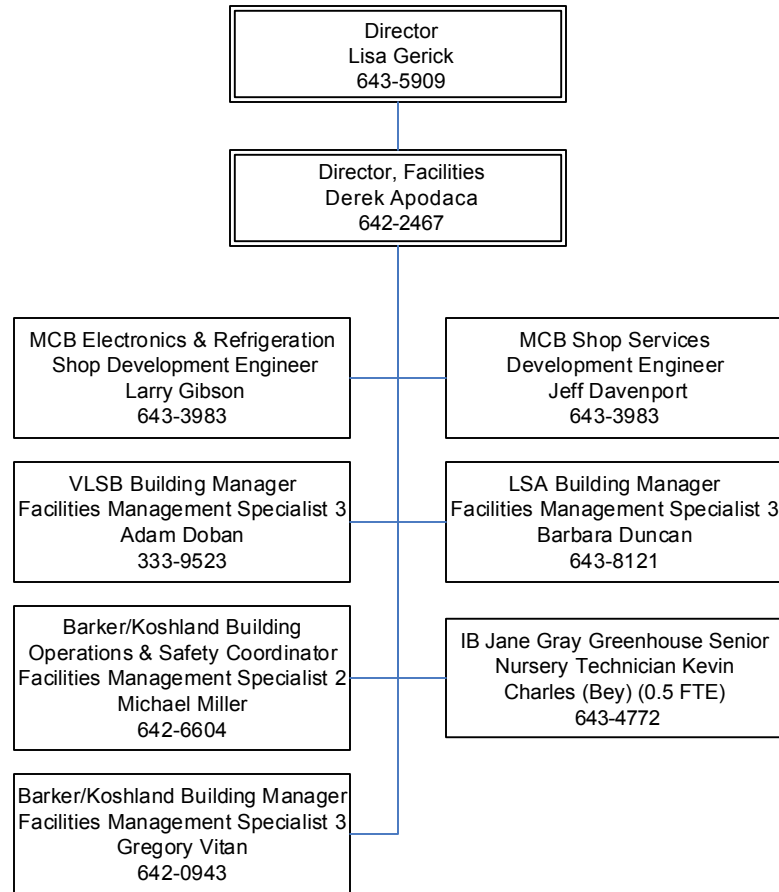 Director
Lisa Gerick
643-5909
Director, Facilities
Derek Apodaca
642-2467
MCB Electronics & Refrigeration
Shop Development Engineer
Larry Gibson
643-3983
MCB Shop Services
Development Engineer
Jeff Davenport
643-3983
VLSB Building Manager
Facilities Management Specialist 3
Adam Doban
333-9523
LSA Building Manager
Facilities Management Specialist 3
Barbara Duncan
643-8121
Barker/Koshland Building
Operations & Safety Coordinator
Facilities Management Specialist 2
Michael Miller
642-6604
IB Jane Gray Greenhouse Senior
Nursery Technician Kevin
Charles (Bey) (0.5 FTE)
643-4772
Barker/Koshland Building Manager
Facilities Management Specialist 3
Gregory Vitan
642-0943